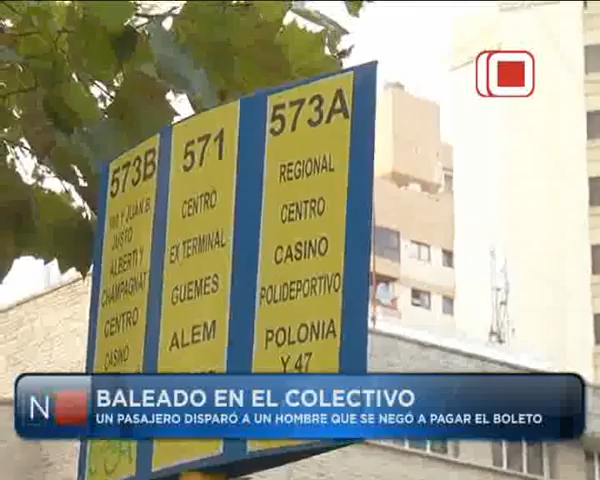 573B
Y JUAN B.
JUSTO
ALBERTI Y
CHAMPAGNAT
CENTRO
CASINO
571
CENTRO
EX TERMINAL
GUEMES
ALEM
573A
REGIONAL
CENTRO
CASINO
POLIDEPORTIVO
POLONIA
Y 47
N
BALEADO EN EL COLECTIVO
UN PASAJERO DISPARÓ A UN HOMBRE QUE SE NEGÓ A PAGAR EL BOLETO